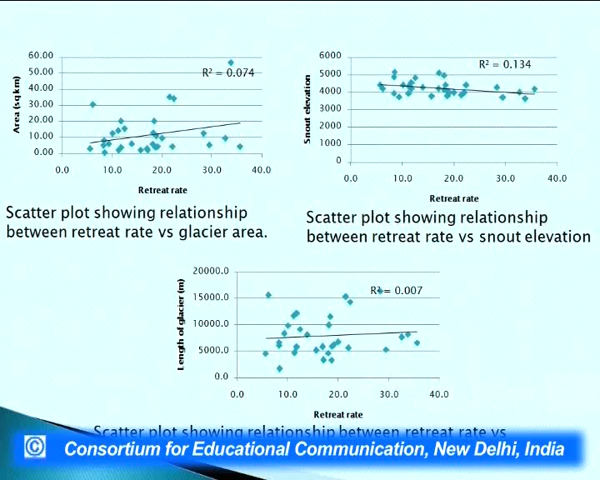 60.00
50.00
40.00
30.00
20.00
10.00
0.00
Area (sq km)
R² = 0.074
0.0 10.0 20.0 30.0 40.0
Retreat rate
Scatter plot showing relationship
between retreat rate vs glacier area.
6000
5000
4000
3000
2000
1000
0
Snout elevation
R² = 0.134
0.0 10.0 20.0 30.0 40.0
Retreat rate
Scatter plot showing relationship
between retreat rate vs snout elevation
20000.0
15000.0
10000.0
5000.0
0.0
Length of glacier (m)
R² = 0.007
0.0 10.0 20.0 30.0 40.0
Retreat rate
Scatter plot showing relationship between retreat rate vs
© Consortium for Educational Communication, New Delhi, India